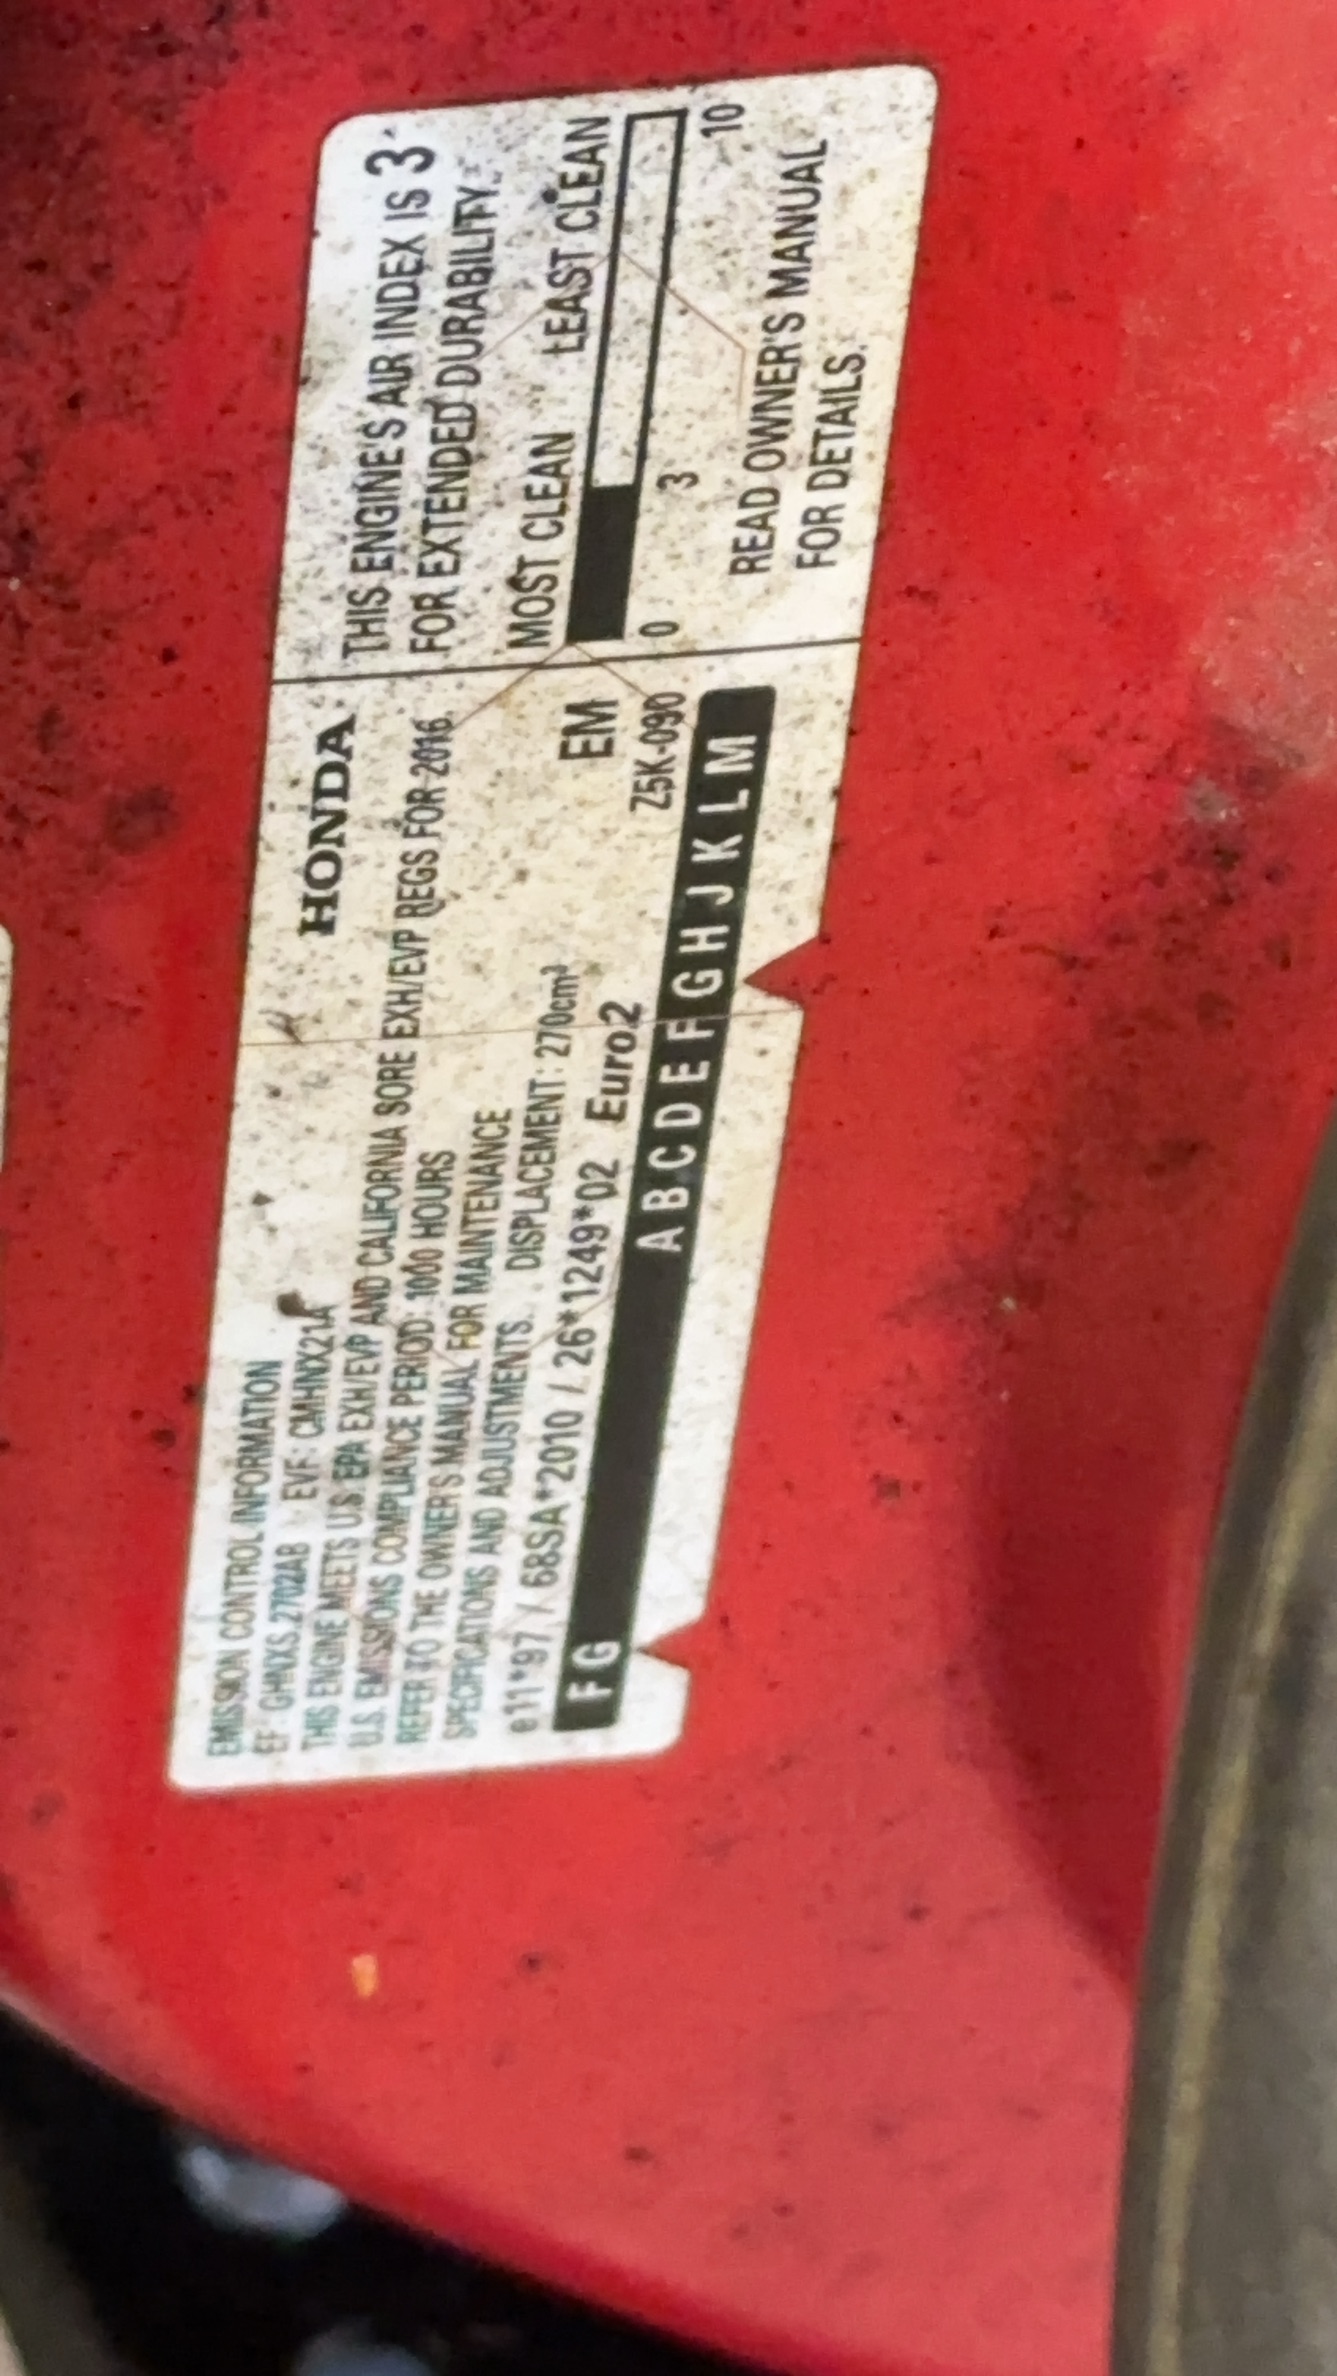 EMISSION CONTROL INFORMATION
EF: GHNXS.2702AB EVF: CMHNX221A
HONDA
THIS ENGINE MEETS U.S EPA EXH/EVP AND CALIFORNIA SORE EXH/EVP REGS FOR 2016.
U.S. EMISSIONS COMPLIANCE PERIOD: 1000 HOURS
REFER TO THE OWNER'S MANUAL FOR MAINTENANCE
SPECIFICATIONS AND ADJUSTMENTS. DISPLACEMENT: 270cm³
EM
e11*97 / 68SA*2010 / 26*1249*02 Euro2
Z5K-090
F G A B C D E F G H J K L M
THIS ENGINE'S AIR INDEX IS 3
FOR EXTENDED DURABILITY.
MOST CLEAN LEAST CLEAN
0 3 10
READ OWNER'S MANUAL
FOR DETAILS.